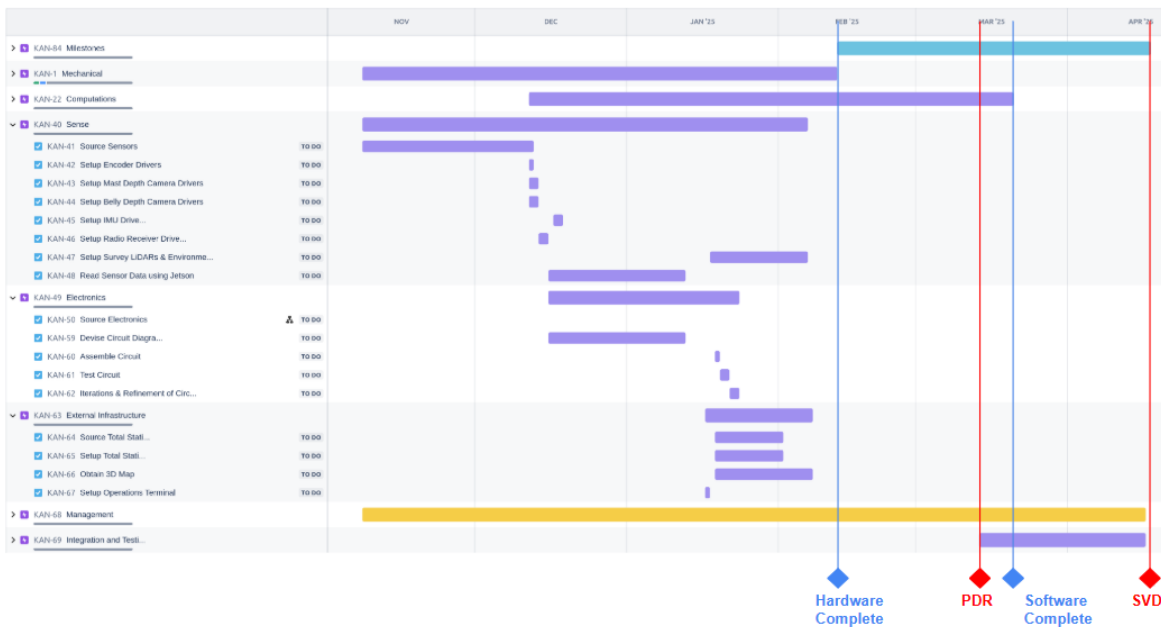 NOV DEC JAN '25 FEB '25 MAR '25 APR '25
KAN-84 Milestones
KAN-1 Mechanical
KAN-22 Computations
KAN-40 Sense
KAN-41 Source Sensors TO DO
KAN-42 Setup Encoder Drivers TO DO
KAN-43 Setup Mast Depth Camera Drivers TO DO
KAN-44 Setup Belly Depth Camera Drivers TO DO
KAN-45 Setup IMU Drive... TO DO
KAN-46 Setup Radio Receiver Drive... TO DO
KAN-47 Setup Survey LiDARs & Environme... TO DO
KAN-48 Read Sensor Data using Jetson TO DO
KAN-49 Electronics
KAN-50 Source Electronics TO DO
KAN-59 Devise Circuit Diagra... TO DO
KAN-60 Assemble Circuit TO DO
KAN-61 Test Circuit TO DO
KAN-62 Iterations & Refinement of Circ... TO DO
KAN-63 External Infrastructure
KAN-64 Source Total Stati... TO DO
KAN-65 Setup Total Stati... TO DO
KAN-66 Obtain 3D Map TO DO
KAN-67 Setup Operations Terminal TO DO
KAN-68 Management
KAN-69 Integration and Testi...
Hardware PDR Software SVD
Complete Complete